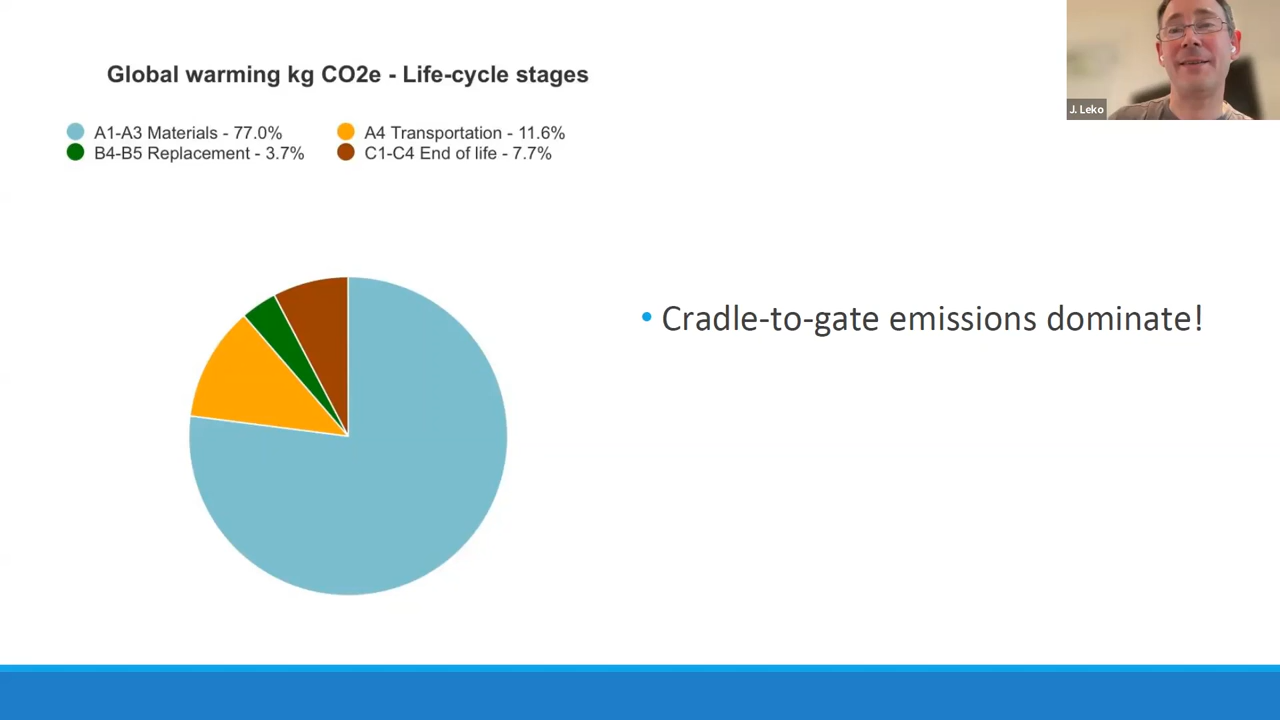 Global warming kg CO2e - Life-cycle stages
A1-A3 Materials - 77.0%
A4 Transportation - 11.6%
B4-B5 Replacement - 3.7%
C1-C4 End of life - 7.7%
• Cradle-to-gate emissions dominate!
J. Leko